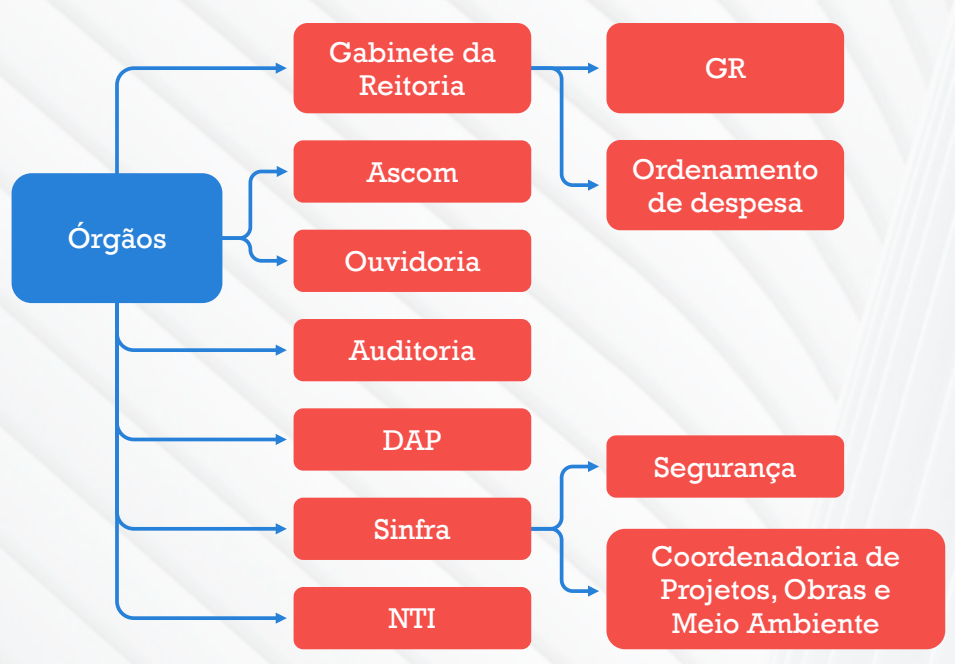 Gabinete da
Reitoria
GR
Ascom
Ordenamento
de despesa
Órgãos
Ouvidoria
Auditoria
DAP
Segurança
Sinfra
Coordenadoria de
Projetos, Obras e
Meio Ambiente
NTI